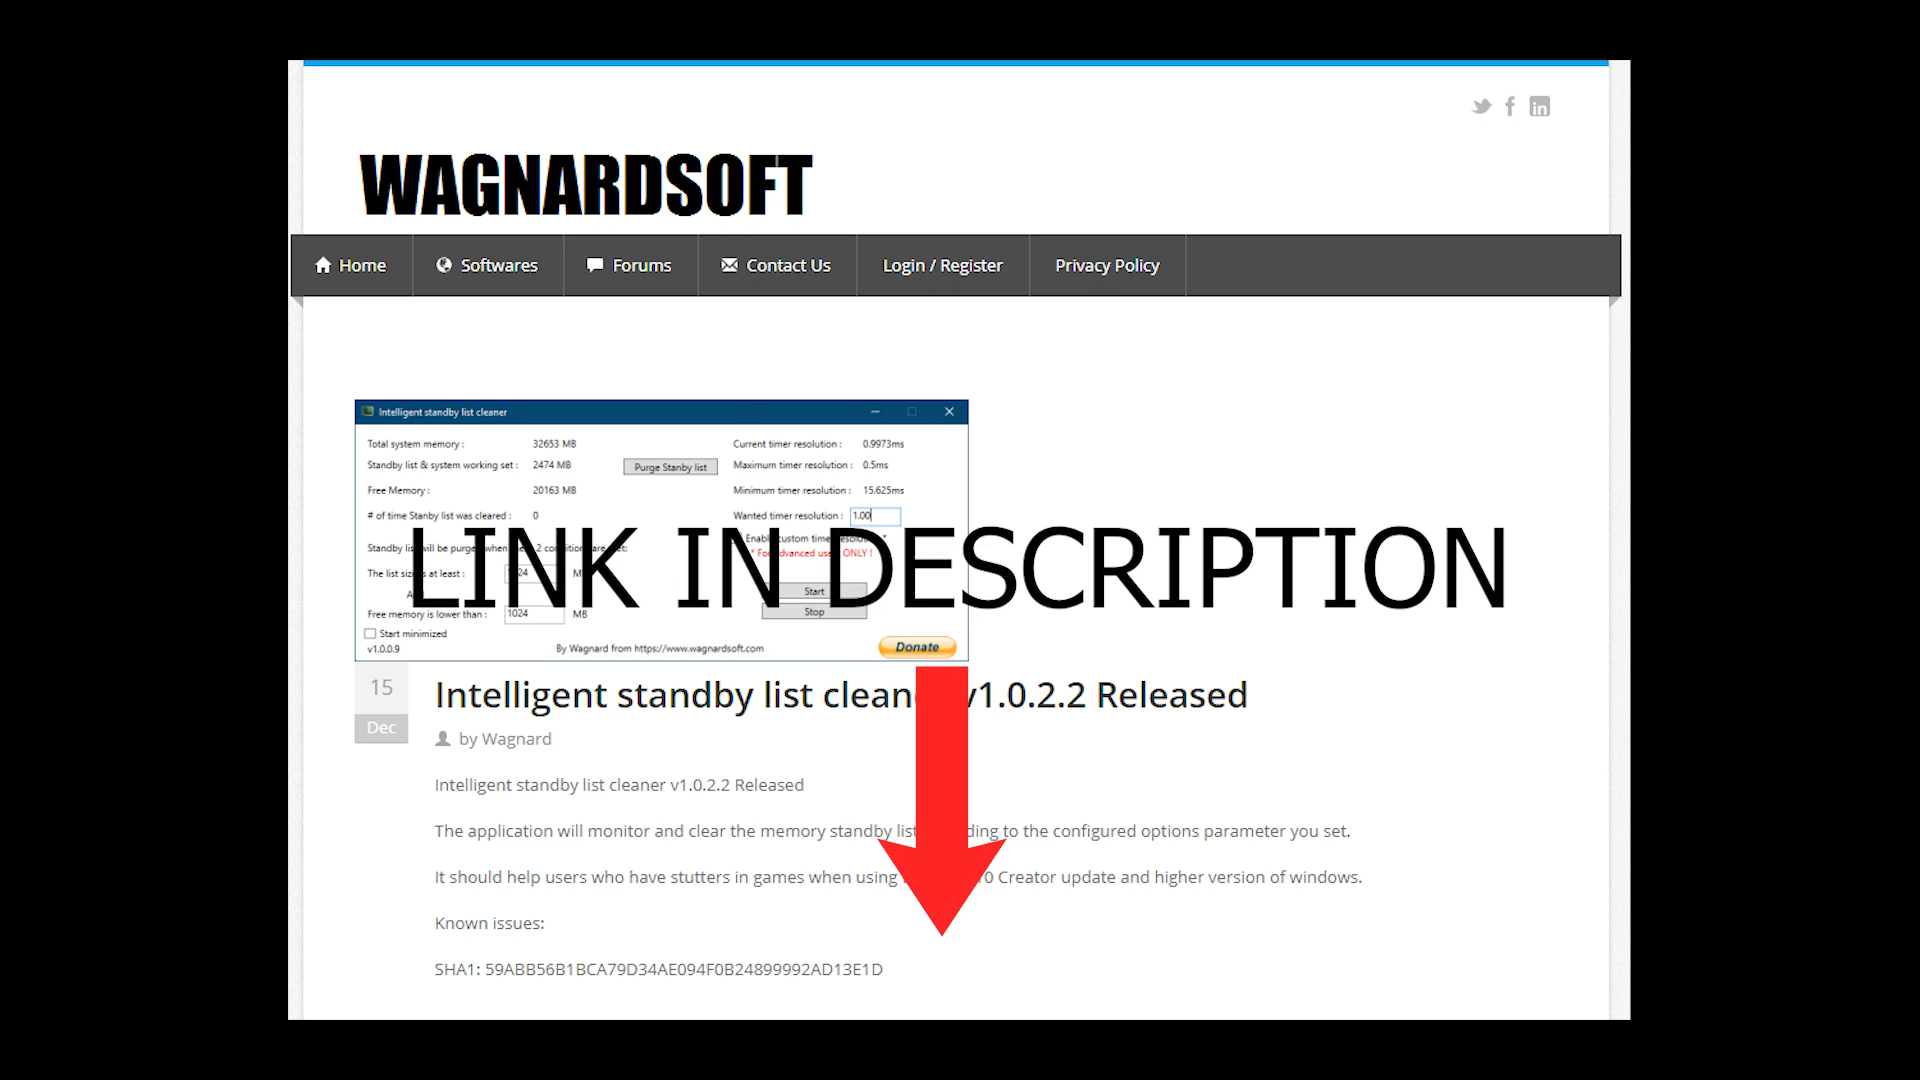 WAGNARDSOFT
Home Softwares Forums Contact Us Login / Register Privacy Policy
Intelligent standby list cleaner
Total system memory : 32653 MB Current timer resolution : 0.9973ms
Standby list & system working set : 2474 MB Purge Stanby list Maximum timer resolution : 0.5ms
Free Memory : 20163 MB Minimum timer resolution : 15.625ms
# of time Stanby list was cleared : 0 Wanted timer resolution : 1.00
LINK IN DESCRIPTION
Free memory is lower than : 1024 MB
Start
Stop
Start minimized
v1.0.0.9 By Wagnard from https://www.wagnardsoft.com Donate
15
Dec
Intelligent standby list v1.0.2.2 Released
by Wagnard
Intelligent standby list cleaner v1.0.2.2 Released
The application will monitor and clear the memory standby list to the configured options parameter you set.
It should help users who have stutters in games when using Creator update and higher version of windows.
Known issues:
SHA1: 59ABB56B1BCA79D34AE094F0B24899992AD13E1D